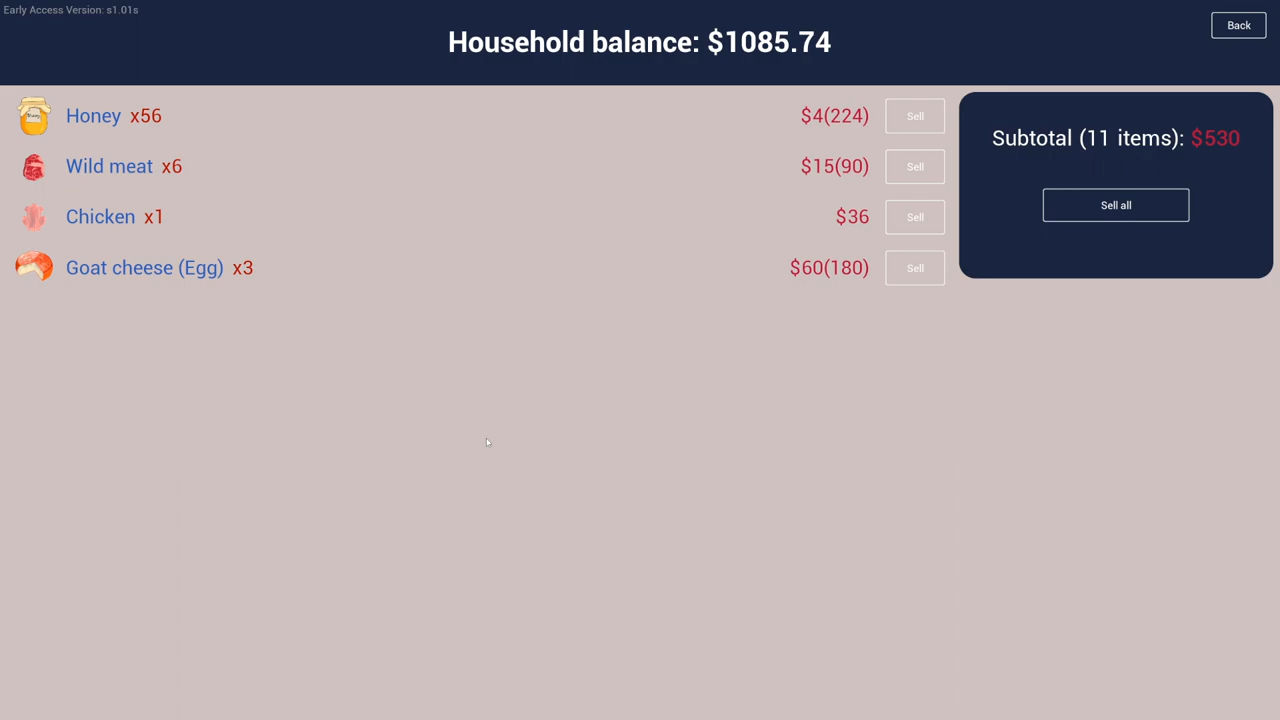 Early Access Version: s1.01s
Household balance: $1085.74
Back
Honey x56 $4(224) Sell
Wild meat x6 $15(90) Sell
Chicken x1 $36 Sell
Goat cheese (Egg) x3 $60(180) Sell
Subtotal (11 items): $530
Sell all